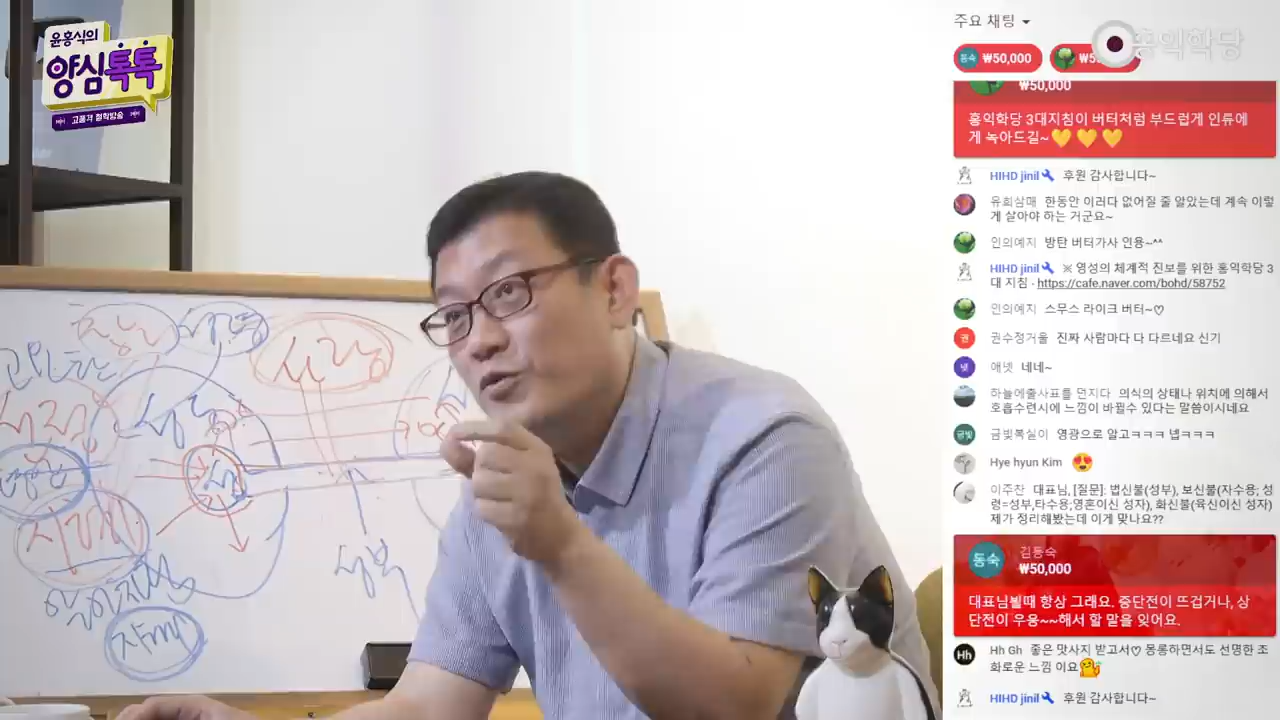 윤홍식의
양심톡톡
고품격 철학방송
성부
자명
주요 채팅
홍익학당
동숙 ₩50,000
₩5
₩50,000
홍익학당 3대지침이 버터처럼 부드럽게 인류에
게 녹아드길~💛💛💛
HIHD jinil 후원 감사합니다~
유희삼매 한동안 이러다 없어질 줄 알았는데 계속 이렇
게 살아야 하는 거군요~
인의예지 방탄 버터가사 인용~^^
HIHD jinil ※ 영성의 체계적 진보를 위한 홍익학당 3
대 지침 - https://cafe.naver.com/bohd/58752
인의예지 스무스 라이크 버터~♡
권 권수정거울 진짜 사람마다 다 다르네요 신기
넷 애넷 네네~
하늘에출사표를 던지다 의식의 상태나 위치에 의해서
호흡수련시에 느낌이 바뀔수 있다는 말씀이시네요
금빛 금빛복실이 영광으로 알고ㅋㅋㅋ 넵ㅋㅋㅋ
Hye hyun Kim 😍
이주찬 대표님, [질문]: 법신불(성부), 보신불(자수용; 성
령=성부,타수용;영혼이신 성자), 화신불(육신이신 성자)
제가 정리해봤는데 이게 맞나요??
동숙 김동숙
₩50,000
대표님뵐때 항상 그래요. 중단전이 뜨겁거나, 상
단전이 우웅~~해서 할 말을 잊어요.
Hh Hh Gh 좋은 맛사지 받고서♡ 몽롱하면서도 선명한 조
화로운 느낌 이요
HIHD jinil 후원 감사합니다~